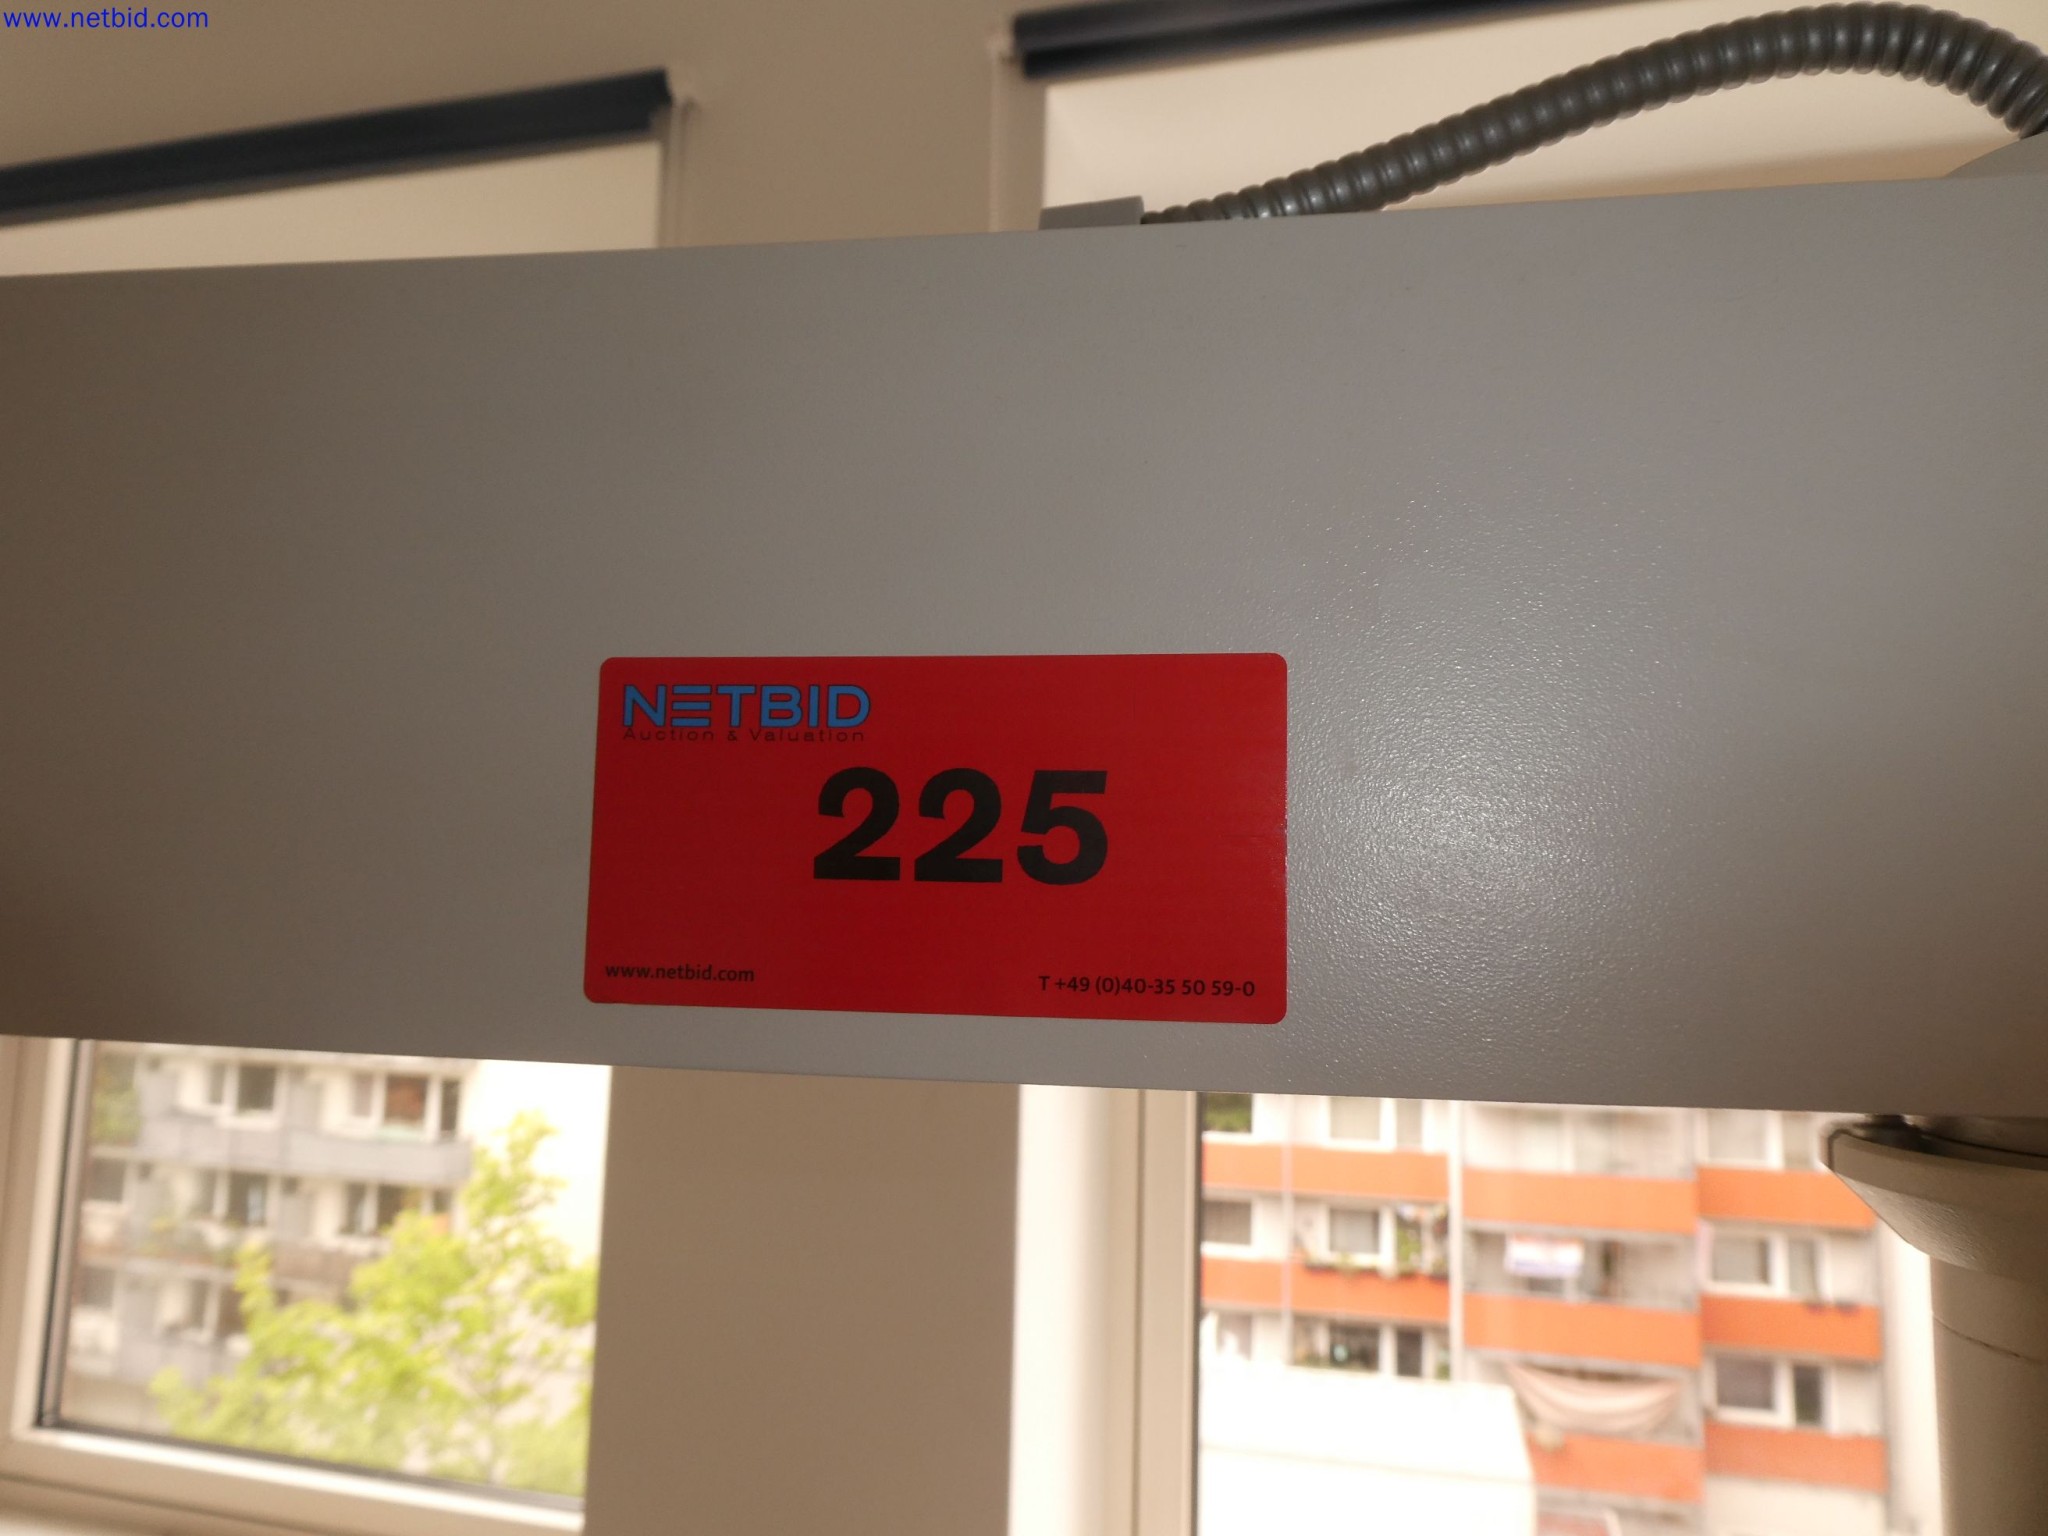 www.netbid.com
NETBID
Auction & Valuation
225
www.netbid.com
T +49 (0)40-35 50 59-0